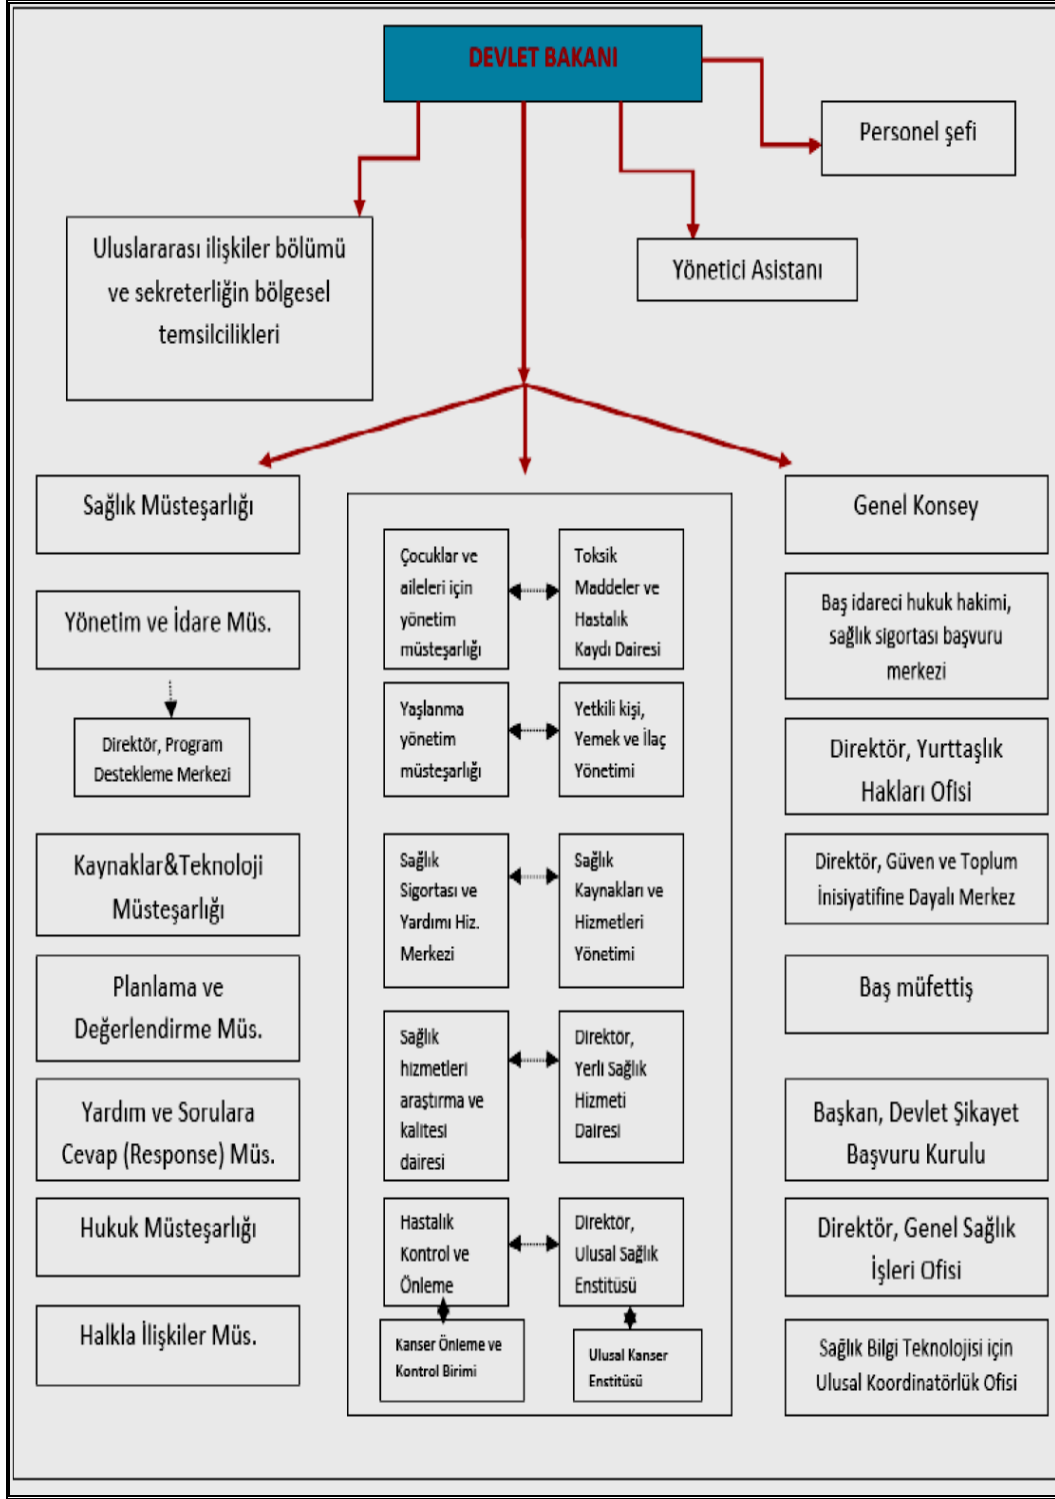 DEVLET BAKANI
Personel şefi
Uluslararası ilişkiler bölümü
ve sekreterliğin bölgesel
temsilcilikleri
Yönetici Asistanı
Sağlık Müsteşarlığı
Yönetim ve İdare Müs.
Direktör, Program
Destekleme Merkezi
Kaynaklar&Teknoloji
Müsteşarlığı
Planlama ve
Değerlendirme Müs.
Yardım ve Sorulara
Cevap (Response) Müs.
Hukuk Müsteşarlığı
Halkla İlişkiler Müs.
Çocuklar ve
aileleri için
yönetim
müsteşarlığı
Toksik
Maddeler ve
Hastalık
Kaydı Dairesi
Yaşlanma
yönetim
müsteşarlığı
Yetkili kişi,
Yemek ve İlaç
Yönetimi
Sağlık
Sigortası ve
Yardımı Hiz.
Merkezi
Sağlık
Kaynakları ve
Hizmetleri
Yönetimi
Sağlık
hizmetleri
araştırma ve
kalitesi
dairesi
Direktör,
Yerli Sağlık
Hizmeti
Dairesi
Hastalık
Kontrol ve
Önleme
Direktör,
Ulusal Sağlık
Enstitüsü
Kanser Önleme ve
Kontrol Birimi
Ulusal Kanser
Enstitüsü
Genel Konsey
Baş idareci hukuk hakimi,
sağlık sigortası başvuru
merkezi
Direktör, Yurttaşlık
Hakları Ofisi
Direktör, Güven ve Toplum
İnisiyatifine Dayalı Merkez
Baş müfettiş
Başkan, Devlet Şikayet
Başvuru Kurulu
Direktör, Genel Sağlık
İşleri Ofisi
Sağlık Bilgi Teknolojisi için
Ulusal Koordinatörlük Ofisi